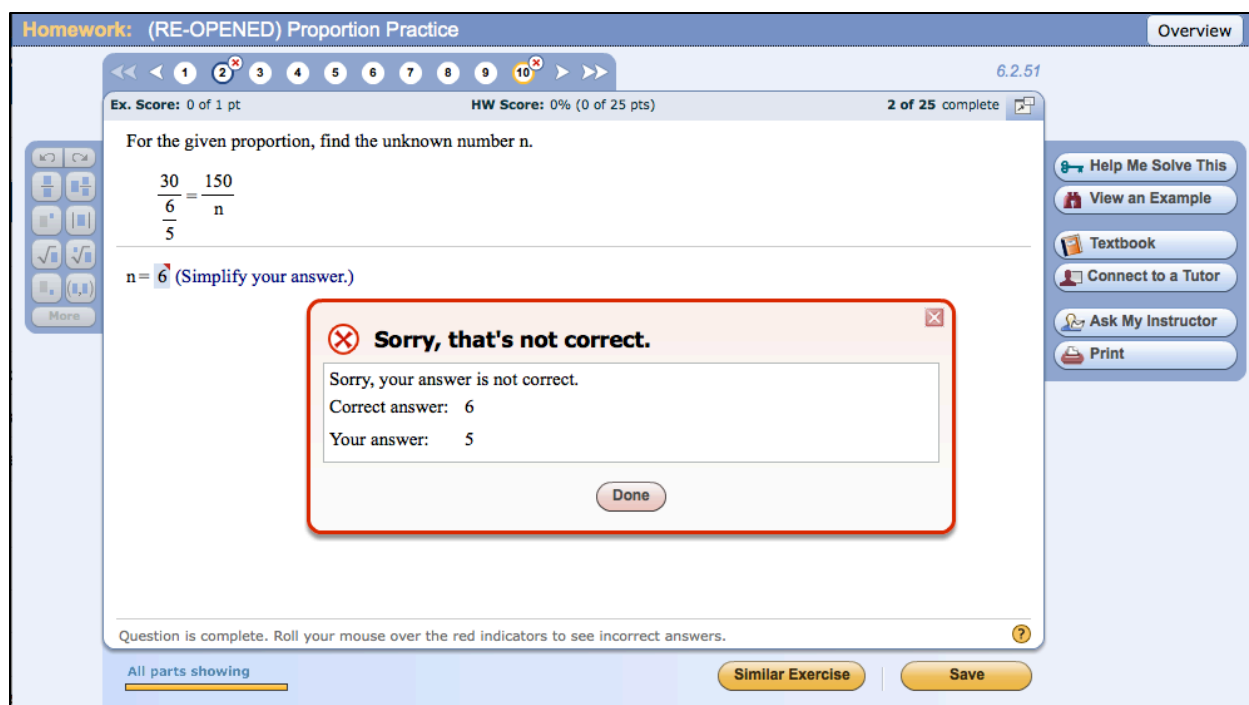 Homework: (RE-OPENED) Proportion Practice
Overview
1 2 3 4 5 6 7 8 9 10
6.2.51
Ex. Score: 0 of 1 pt HW Score: 0% (0 of 25 pts) 2 of 25 complete
For the given proportion, find the unknown number n.
30 150
= 
6 n
5
n= 6 (Simplify your answer.)
More
Sorry, that's not correct.
Sorry, your answer is not correct.
Correct answer: 6
Your answer: 5
Done
Help Me Solve This
View an Example
Textbook
Connect to a Tutor
Ask My Instructor
Print
Question is complete. Roll your mouse over the red indicators to see incorrect answers. ?
All parts showing
Similar Exercise Save